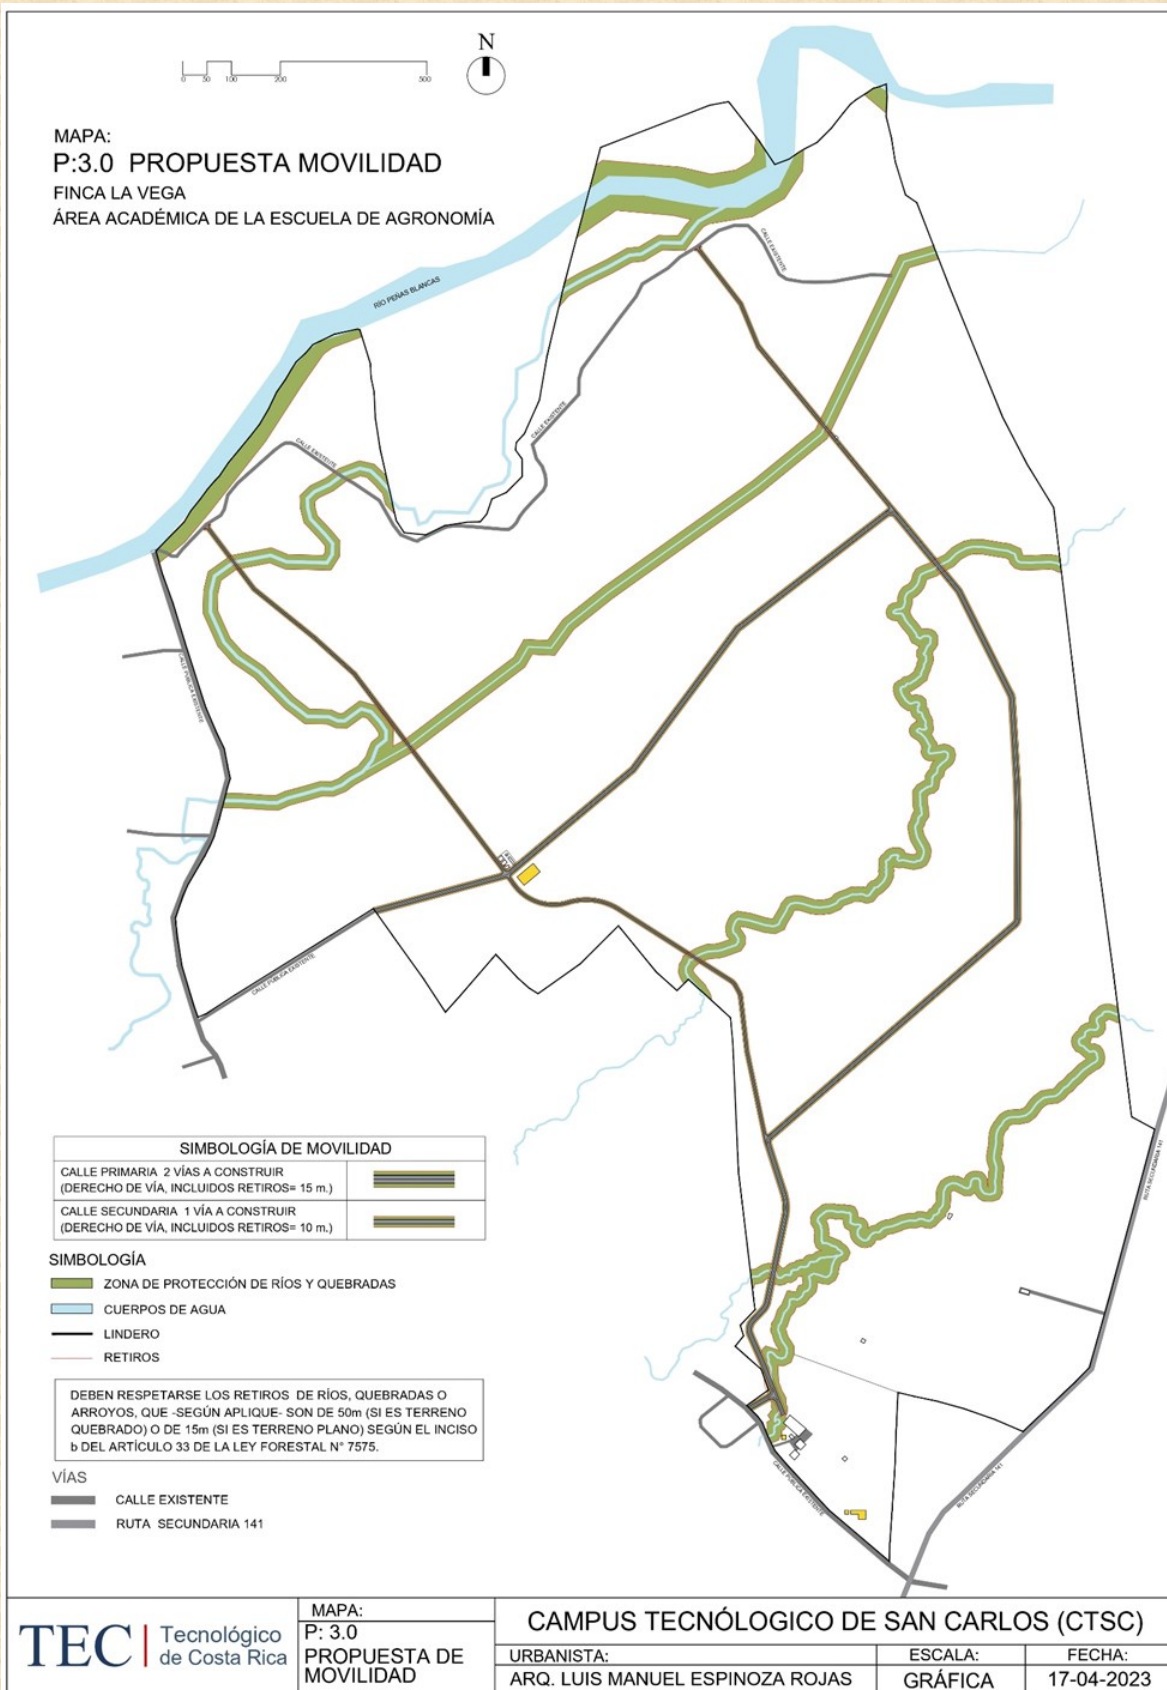 0 50 100 200 500
N
MAPA:
P:3.0 PROPUESTA MOVILIDAD
FINCA LA VEGA
ÁREA ACADÉMICA DE LA ESCUELA DE AGRONOMÍA
RÍO PEÑAS BLANCAS
CALLE EXISTENTE
CALLE EXISTENTE
CALLE EXISTENTE
CALLE PUBLICA EXISTENTE
CALLE PUBLICA EXISTENTE
RUTA SECUNDARIA 141
RUTA SECUNDARIA 141
CALLE PUBLICA EXISTENTE
SIMBOLOGÍA DE MOVILIDAD
CALLE PRIMARIA 2 VÍAS A CONSTRUIR
(DERECHO DE VÍA, INCLUIDOS RETIROS= 15 m.)
CALLE SECUNDARIA 1 VÍA A CONSTRUIR
(DERECHO DE VÍA, INCLUIDOS RETIROS= 10 m.)
SIMBOLOGÍA
ZONA DE PROTECCIÓN DE RÍOS Y QUEBRADAS
CUERPOS DE AGUA
LINDERO
RETIROS
DEBEN RESPETARSE LOS RETIROS DE RÍOS, QUEBRADAS O
ARROYOS, QUE -SEGÚN APLIQUE- SON DE 50m (SI ES TERRENO
QUEBRADO) O DE 15m (SI ES TERRENO PLANO) SEGÚN EL INCISO
b DEL ARTÍCULO 33 DE LA LEY FORESTAL N° 7575.
VÍAS
CALLE EXISTENTE
RUTA SECUNDARIA 141
TEC | Tecnológico
de Costa Rica
MAPA:
P: 3.0
PROPUESTA DE
MOVILIDAD
CAMPUS TECNÓLOGICO DE SAN CARLOS (CTSC)
URBANISTA:
ARQ. LUIS MANUEL ESPINOZA ROJAS
ESCALA:
GRÁFICA
FECHA:
17-04-2023